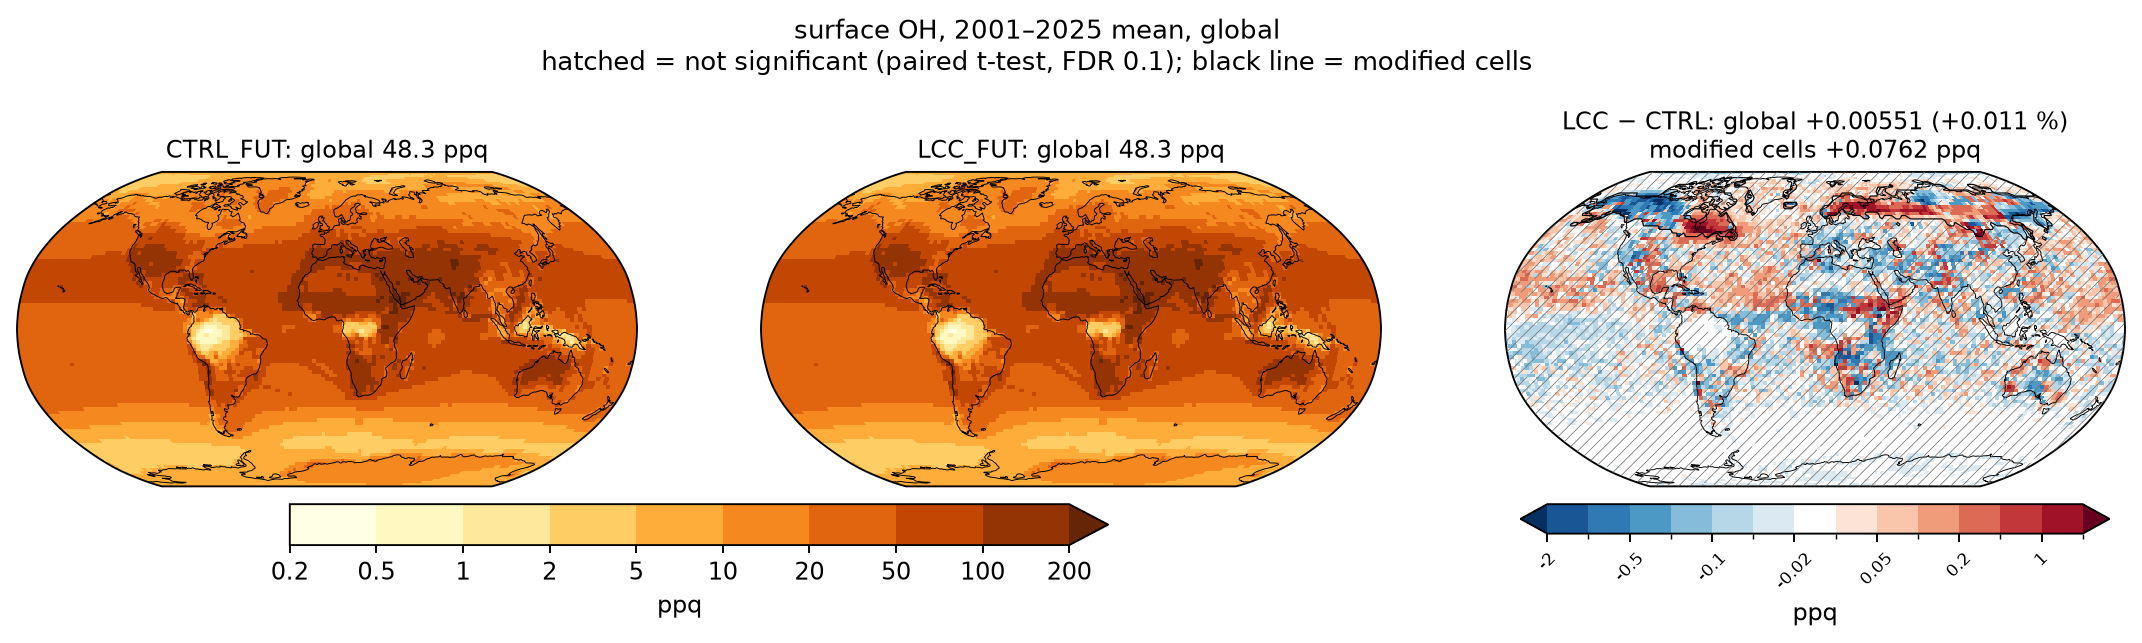 surface OH, 2001–2025 mean, global
hatched = not significant (paired t-test, FDR 0.1); black line = modified cells
CTRL_FUT: global 48.3 ppq
LCC_FUT: global 48.3 ppq
LCC − CTRL: global +0.00551 (+0.011 %)
modified cells +0.0762 ppq
0.2 0.5 1 2 5 10 20 50 100 200
ppq
-2 -0.5 -0.1 -0.02 0.05 0.2 1
ppq